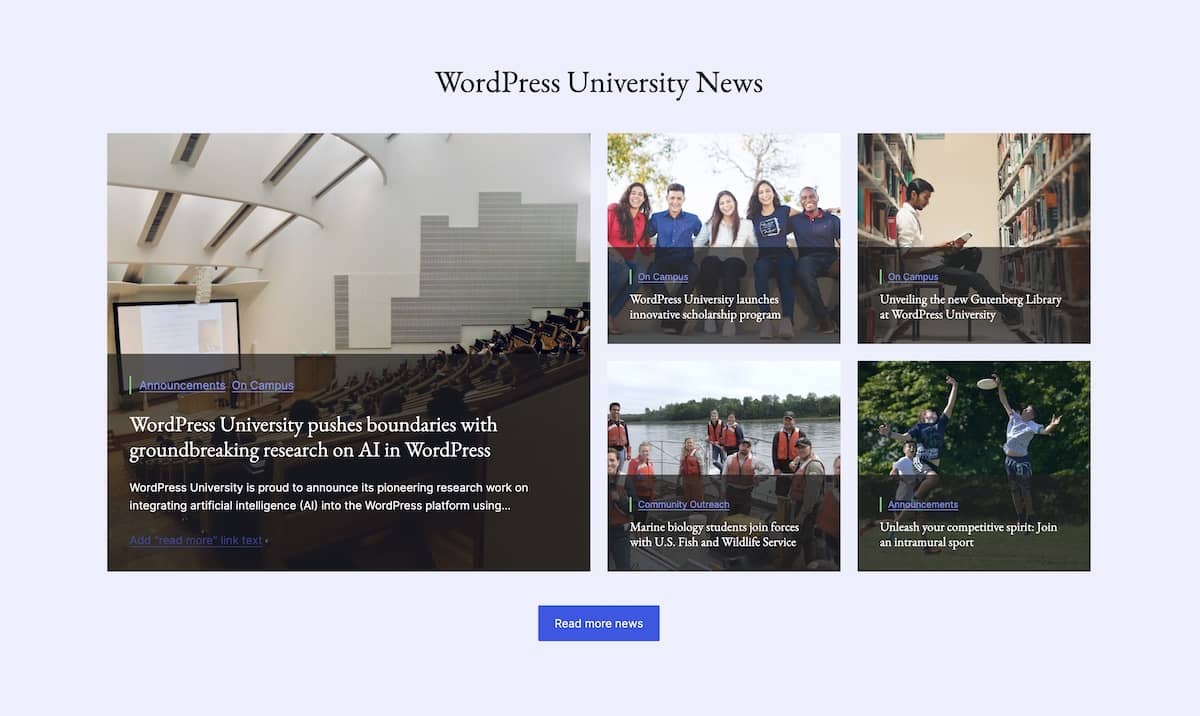 WordPress University News
Announcements On Campus
WordPress University pushes boundaries with
groundbreaking research on AI in WordPress
WordPress University is proud to announce its pioneering research work on
integrating artificial intelligence (AI) into the WordPress platform using...
Add “read more” link text
On Campus
WordPress University launches
innovative scholarship program
On Campus
Unveiling the new Gutenberg Library
at WordPress University
Community Outreach
Marine biology students join forces
with U.S. Fish and Wildlife Service
Announcements
Unleash your competitive spirit: Join
an intramural sport
Read more news